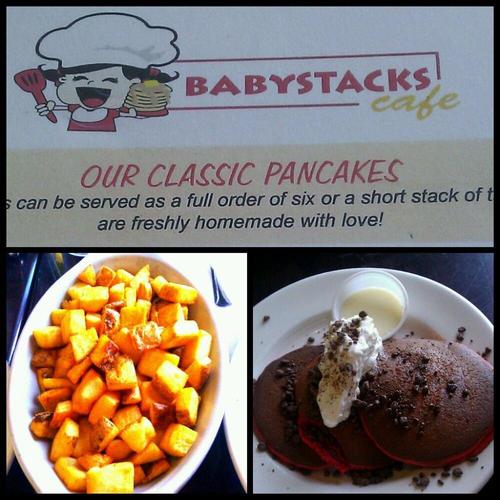 BABYSTACKS
cafe
OUR CLASSIC PANCAKES
can be served as a full order of six or a short stack of
are freshly homemade with love!